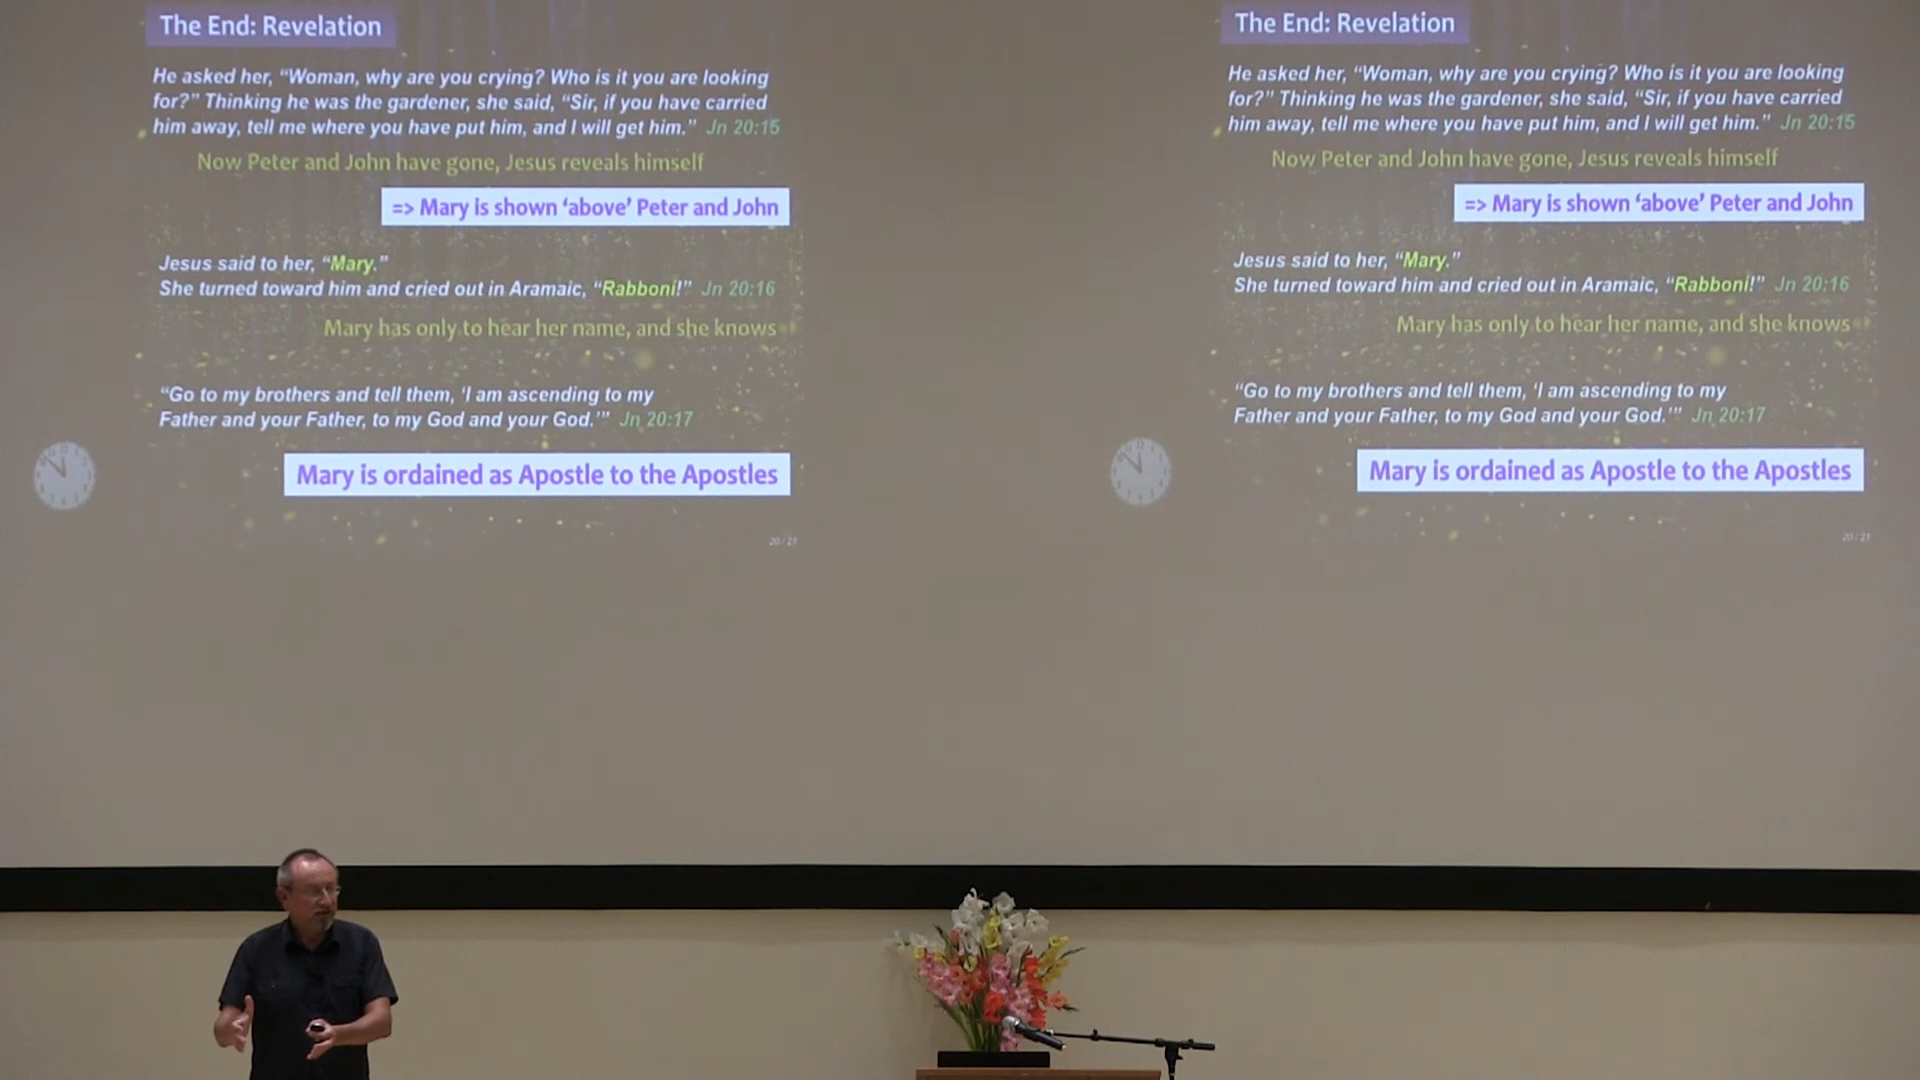 The End: Revelation
He asked her, “Woman, why are you crying? Who is it you are looking
for?” Thinking he was the gardener, she said, “Sir, if you have carried
him away, tell me where you have put him, and I will get him.” Jn 20:15
Now Peter and John have gone, Jesus reveals himself
=> Mary is shown ‘above’ Peter and John
Jesus said to her, “Mary.”
She turned toward him and cried out in Aramaic, “Rabboni!” Jn 20:16
Mary has only to hear her name, and she knows
“Go to my brothers and tell them, ‘I am ascending to my
Father and your Father, to my God and your God.’” Jn 20:17
Mary is ordained as Apostle to the Apostles
20 / 21
The End: Revelation
He asked her, “Woman, why are you crying? Who is it you are looking
for?” Thinking he was the gardener, she said, “Sir, if you have carried
him away, tell me where you have put him, and I will get him.” Jn 20:15
Now Peter and John have gone, Jesus reveals himself
=> Mary is shown ‘above’ Peter and John
Jesus said to her, “Mary.”
She turned toward him and cried out in Aramaic, “Rabboni!” Jn 20:16
Mary has only to hear her name, and she knows
“Go to my brothers and tell them, ‘I am ascending to my
Father and your Father, to my God and your God.’” Jn 20:17
Mary is ordained as Apostle to the Apostles
20 / 21